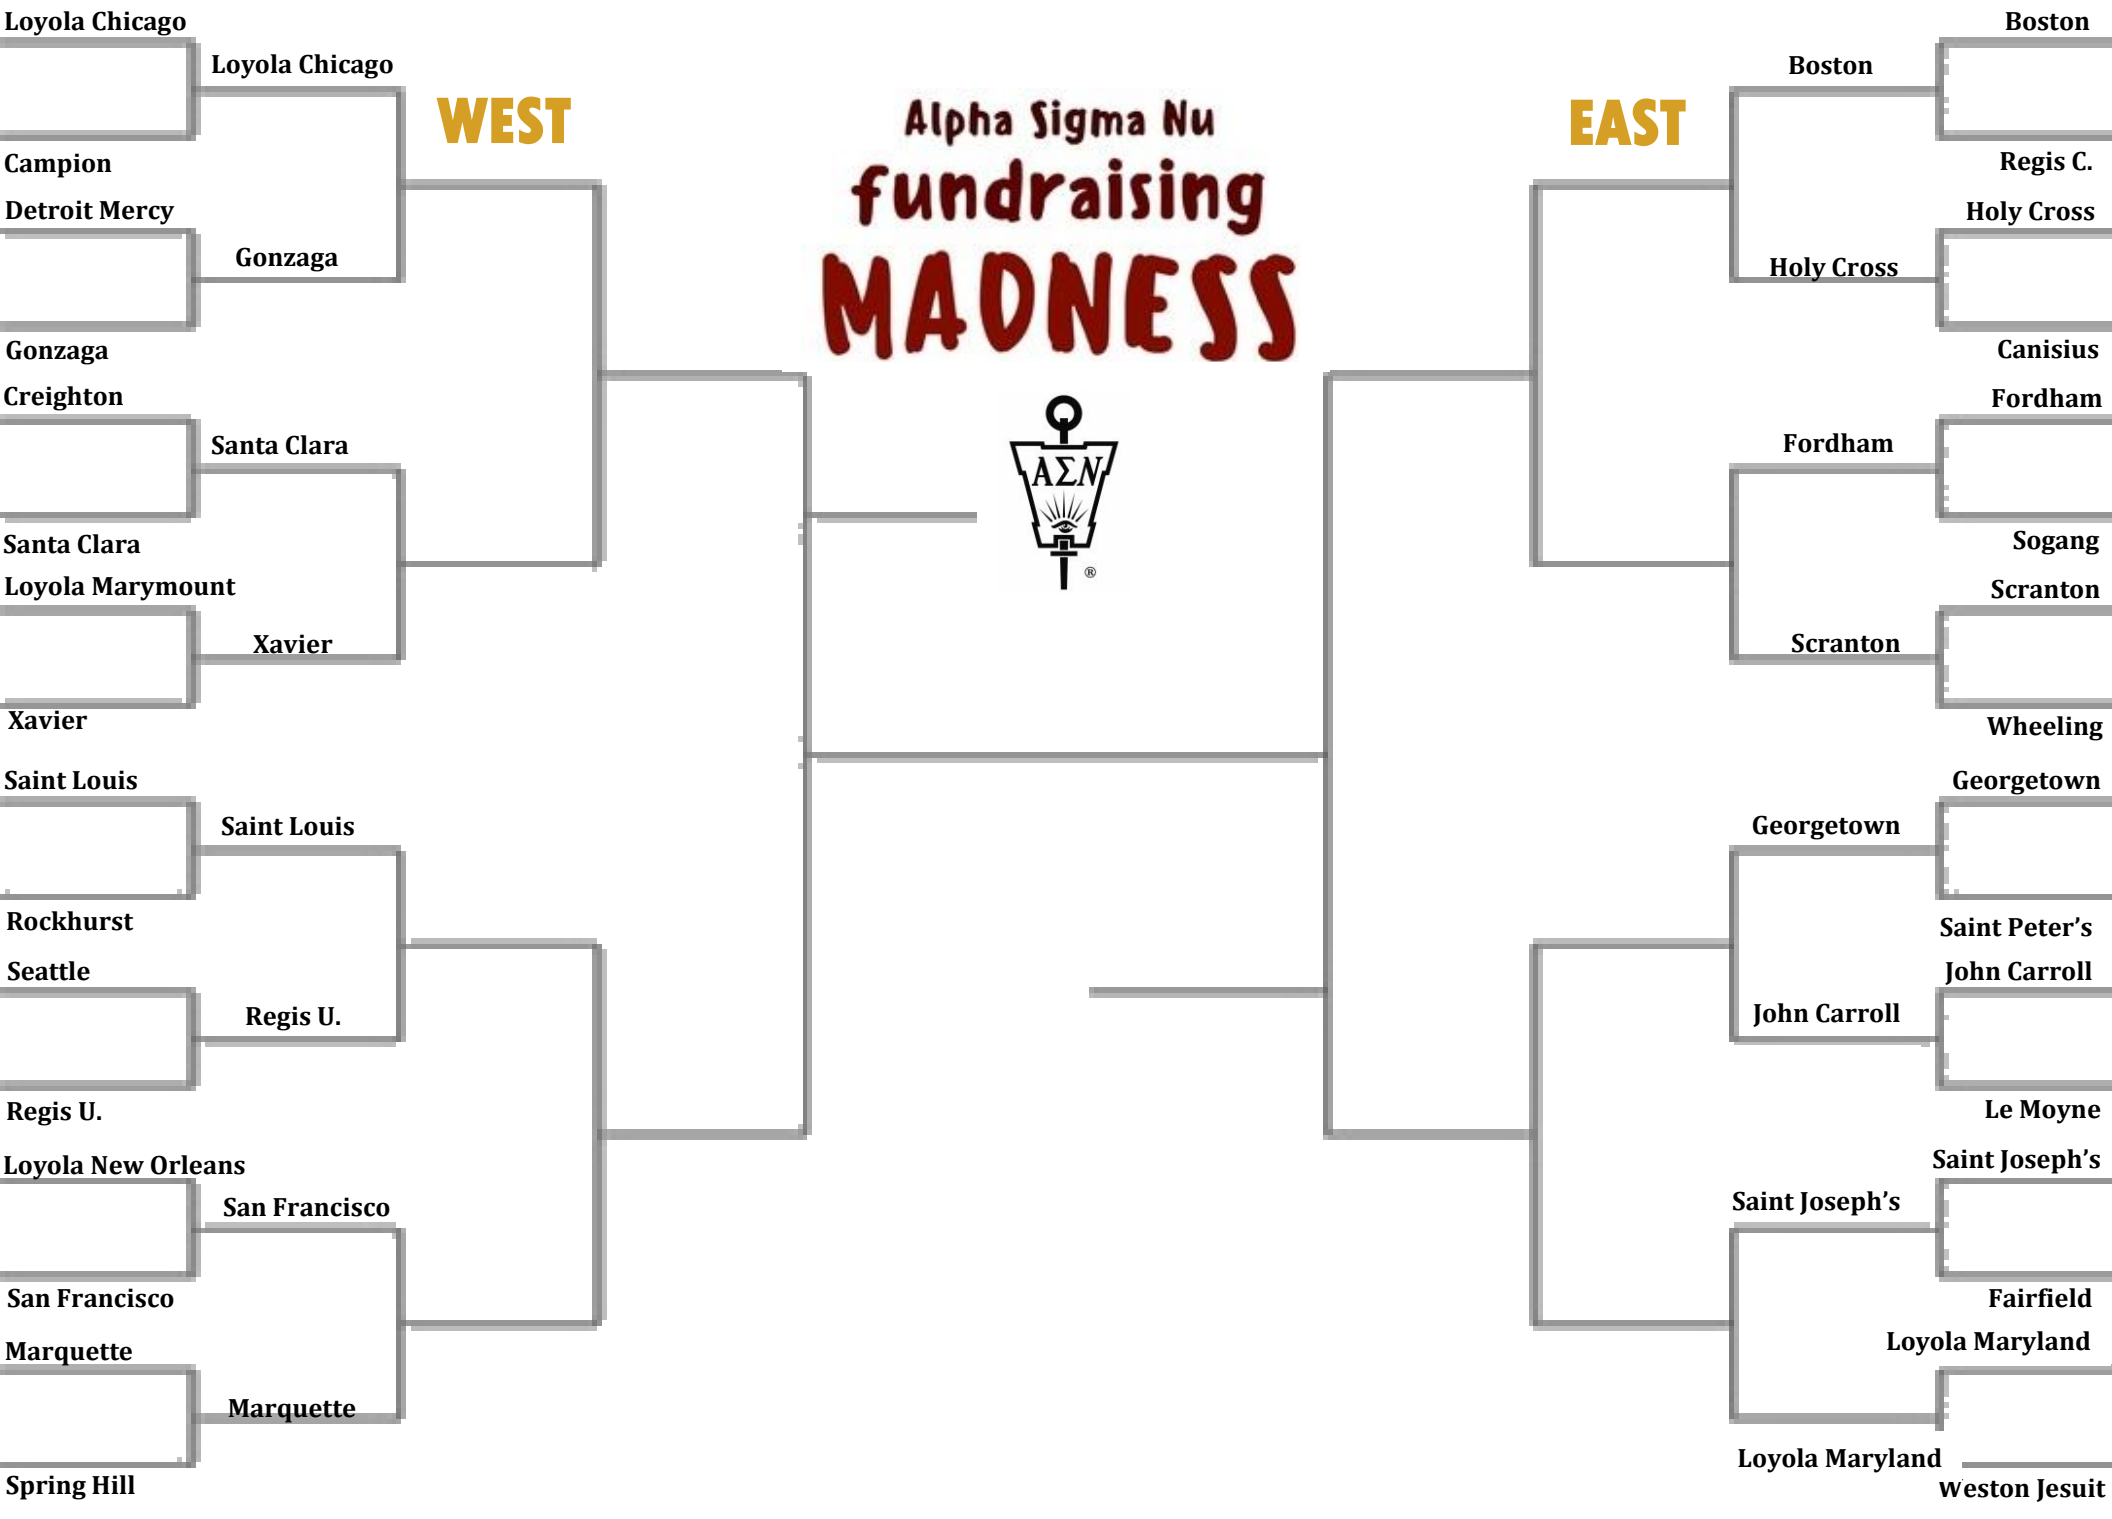 Loyola Chicago
Campion
Detroit Mercy
Gonzaga
Creighton
Santa Clara
Loyola Marymount
Xavier
Saint Louis
Rockhurst
Seattle
Regis U.
Loyola New Orleans
San Francisco
Marquette
Spring Hill
Loyola Chicago
Gonzaga
Santa Clara
Xavier
Saint Louis
Regis U.
San Francisco
Marquette
WEST
Alpha Sigma Nu
fundraising
MADNESS
ΑΣΝ
®
EAST
Boston
Holy Cross
Fordham
Scranton
Georgetown
John Carroll
Saint Joseph's
Loyola Maryland
Boston
Regis C.
Holy Cross
Canisius
Fordham
Sogang
Scranton
Wheeling
Georgetown
Saint Peter's
John Carroll
Le Moyne
Saint Joseph's
Fairfield
Loyola Maryland
Weston Jesuit